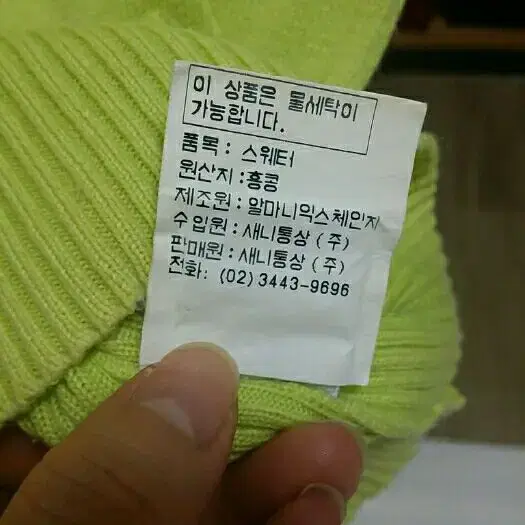 이 상품은 물세탁이
가능합니다.
품목 : 스웨터
원산지 : 홍콩
제조원 : 알마니익스체인지
수입원 : 새니통상 (주)
판매원 : 새니통상 (주)
전화: (02) 3443-9696